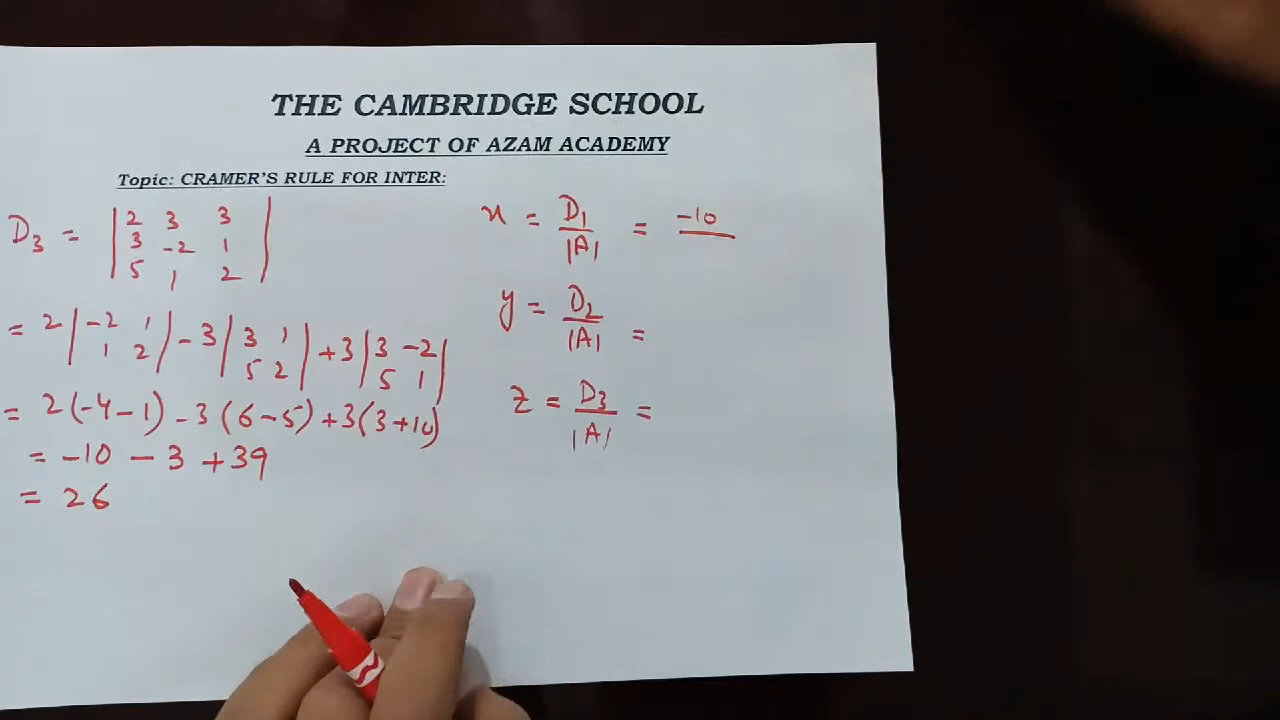 THE CAMBRIDGE SCHOOL
A PROJECT OF AZAM ACADEMY
Topic: CRAMER'S RULE FOR INTER:
D₃ = | 2 3 3 |
| 3 -2 1 |
| 5 1 2 |
= 2 | -2 1 | - 3 | 3 1 | + 3 | 3 -2 |
| 1 2 | | 5 2 | | 5 1 |
= 2(-4 - 1) - 3(6 - 5) + 3(3 + 10)
= -10 - 3 + 39
= 26
x = D₁/|A| = -10/
y = D₂/|A| =
z = D₃/|A| =